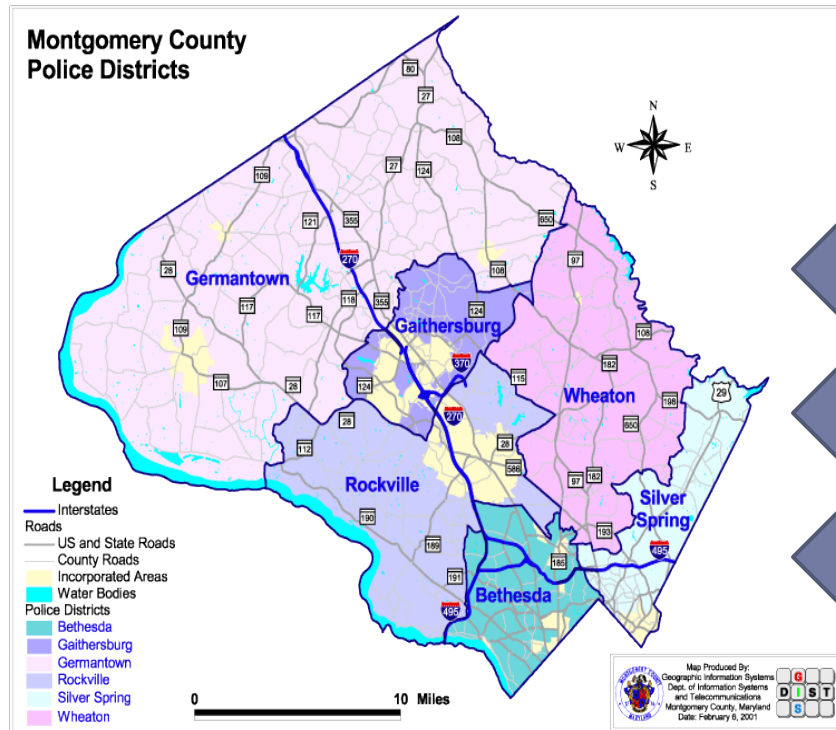 Montgomery County
Police Districts
N
W E
S
80
27
108
27
124
109
650
121
355
97
270
28
108
Germantown
118
355
124
117
117
Gaithersburg
108
109
370
182
115
Wheaton
107
28
124
29
198
270
650
28
28
112
586
97
182
Rockville
Silver
Spring
190
193
495
189
185
191
Bethesda
495
Legend
Interstates
Roads
US and State Roads
County Roads
Incorporated Areas
Water Bodies
Police Districts
Bethesda
Gaithersburg
Germantown
Rockville
Silver Spring
Wheaton
0 10 Miles
MONTGOMERY COUNTY
MARYLAND
Map Produced By:
Geographic Information Systems
Dept. of Information Systems
and Telecommunications
Montgomery County, Maryland
Date: February 6, 2001
G
D I S T
S